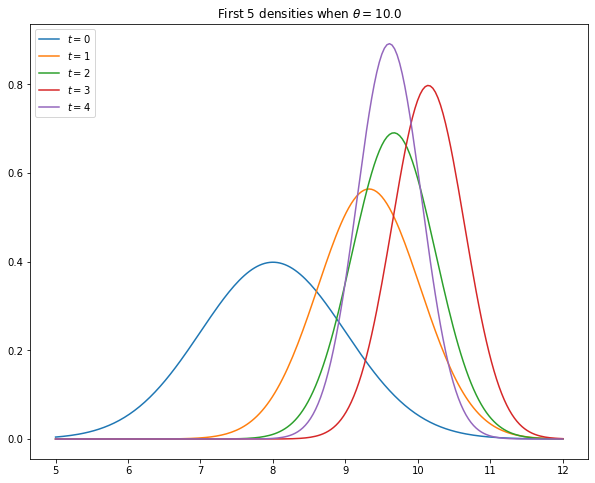 First 5 densities when θ = 10.0
t = 0
t = 1
t = 2
t = 3
t = 4
0.8
0.6
0.4
0.2
0.0
5 6 7 8 9 10 11 12